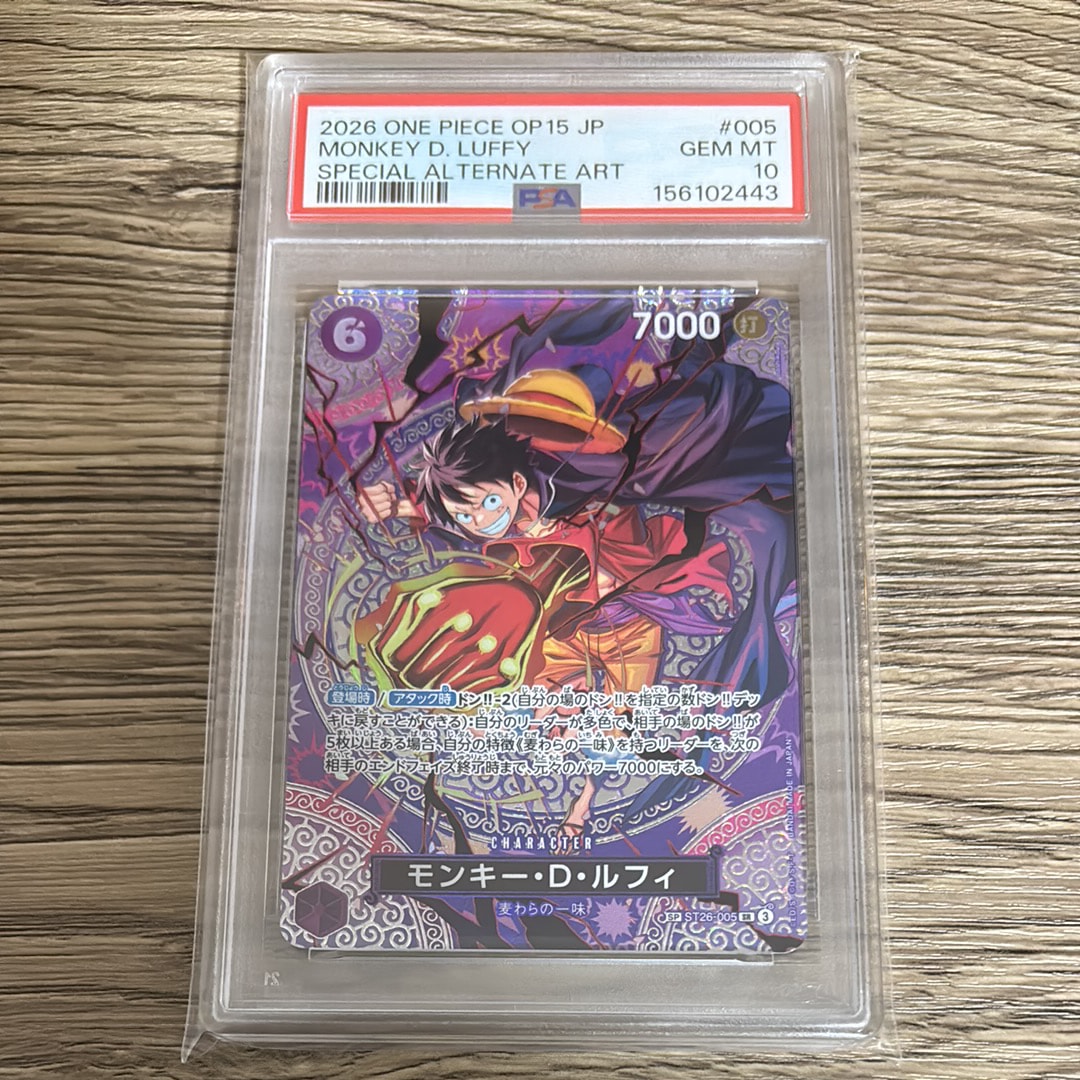 2026 ONE PIECE OP15 JP #005
MONKEY D. LUFFY GEM MT
SPECIAL ALTERNATE ART 10
PSA 156102443
6 7000 打
登場時/アタック時 ドン!!-2(自分の場のドン!!を指定の数ドン!!デッ
キに戻すことができる):自分のリーダーが多色で、相手の場のドン!!が
5枚以上ある場合、自分の特徴《麦わらの一味》を持つリーダーを、次の
相手のエンドフェイズ終了時まで、元々のパワー7000にする。
CHARACTER
モンキー・D・ルフィ
麦わらの一味
SP ST26-005 SR 3
MADE IN JAPAN
21